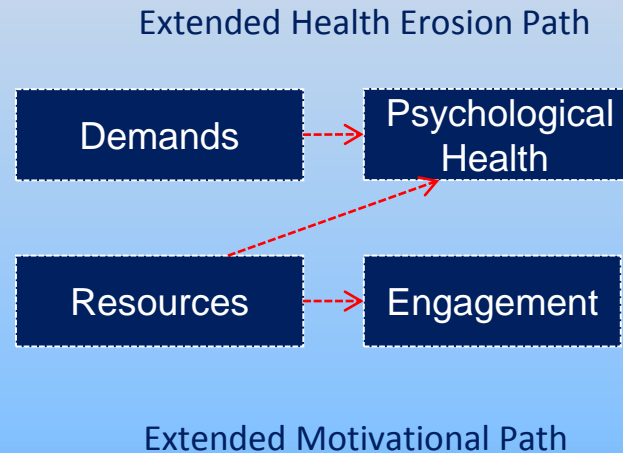 Extended Health Erosion Path
Demands
Psychological
Health
Resources
Engagement
Extended Motivational Path